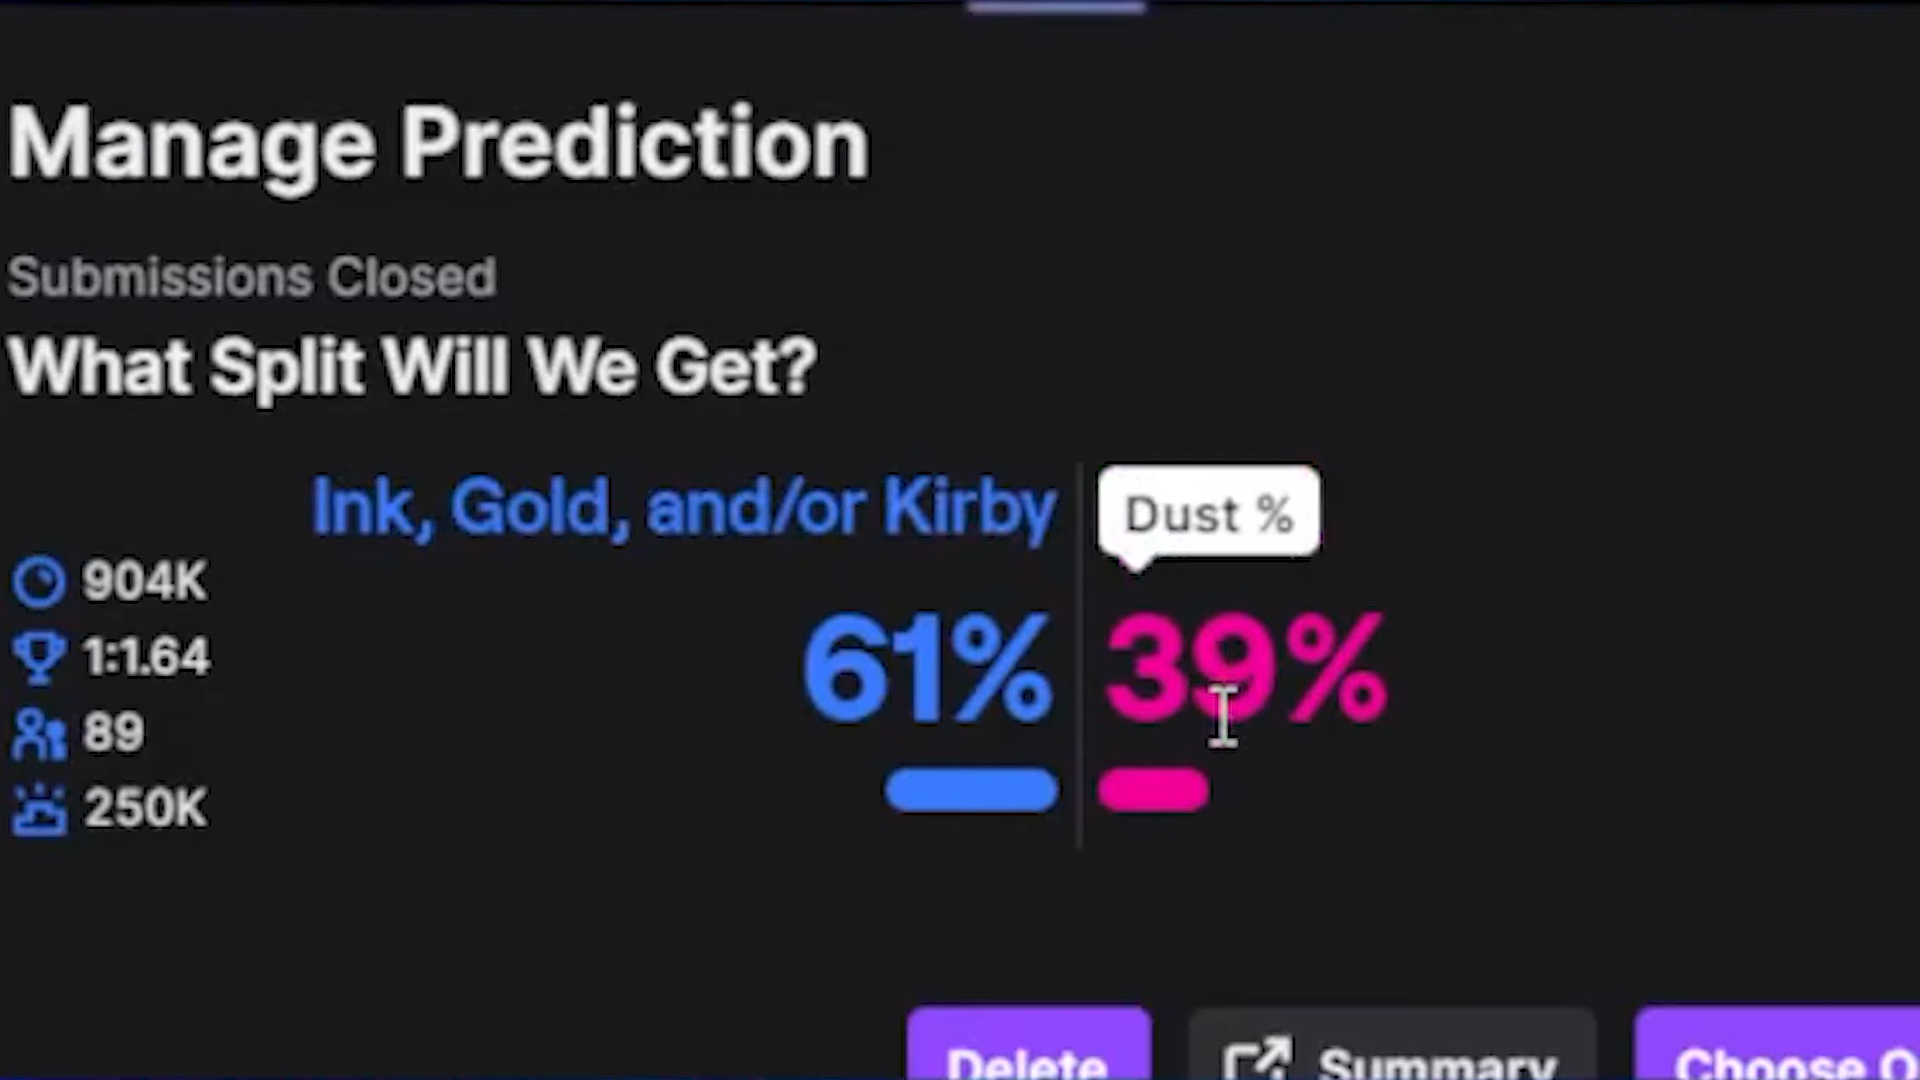 Manage Prediction
Submissions Closed
What Split Will We Get?
Ink, Gold, and/or Kirby
Dust %
904K
1:1.64
89
250K
61%
39%
Delete
Summary
Choose O